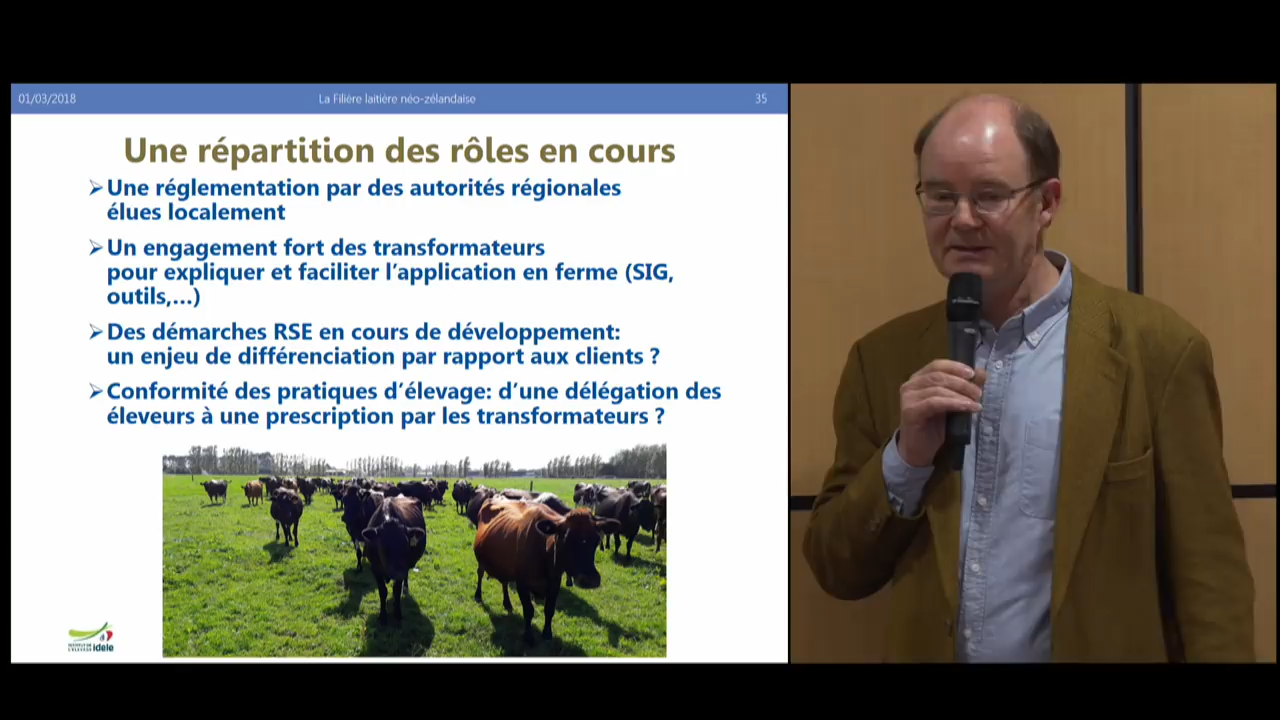 01/03/2018
La Filière laitière néo-zélandaise
35
Une répartition des rôles en cours
➢Une réglementation par des autorités régionales
élues localement
➢Un engagement fort des transformateurs
pour expliquer et faciliter l'application en ferme (SIG,
outils,...)
➢Des démarches RSE en cours de développement:
un enjeu de différenciation par rapport aux clients ?
➢Conformité des pratiques d'élevage: d'une délégation des
éleveurs à une prescription par les transformateurs ?
INSTITUT DE
L'ELEVAGE idele